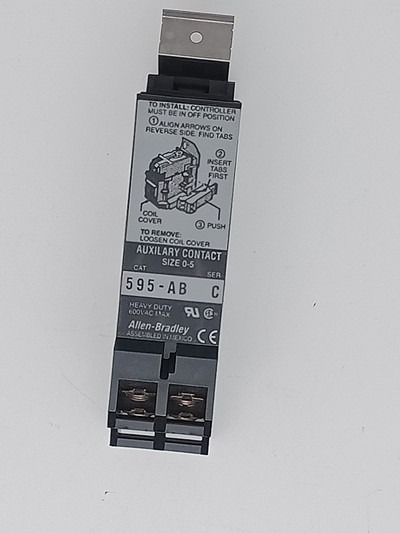 TO INSTALL: CONTROLLER
MUST BE IN OFF POSITION
① ALIGN ARROWS ON
REVERSE SIDE. FIND TABS
②
INSERT
TABS
FIRST
COIL
COVER
③ PUSH
TO REMOVE:
LOOSEN COIL COVER
AUXILARY CONTACT
SIZE 0-5
CAT. SER.
595-AB C
HEAVY DUTY
600VAC MAX
Allen-Bradley
ASSEMBLED IN MEXICO
CE